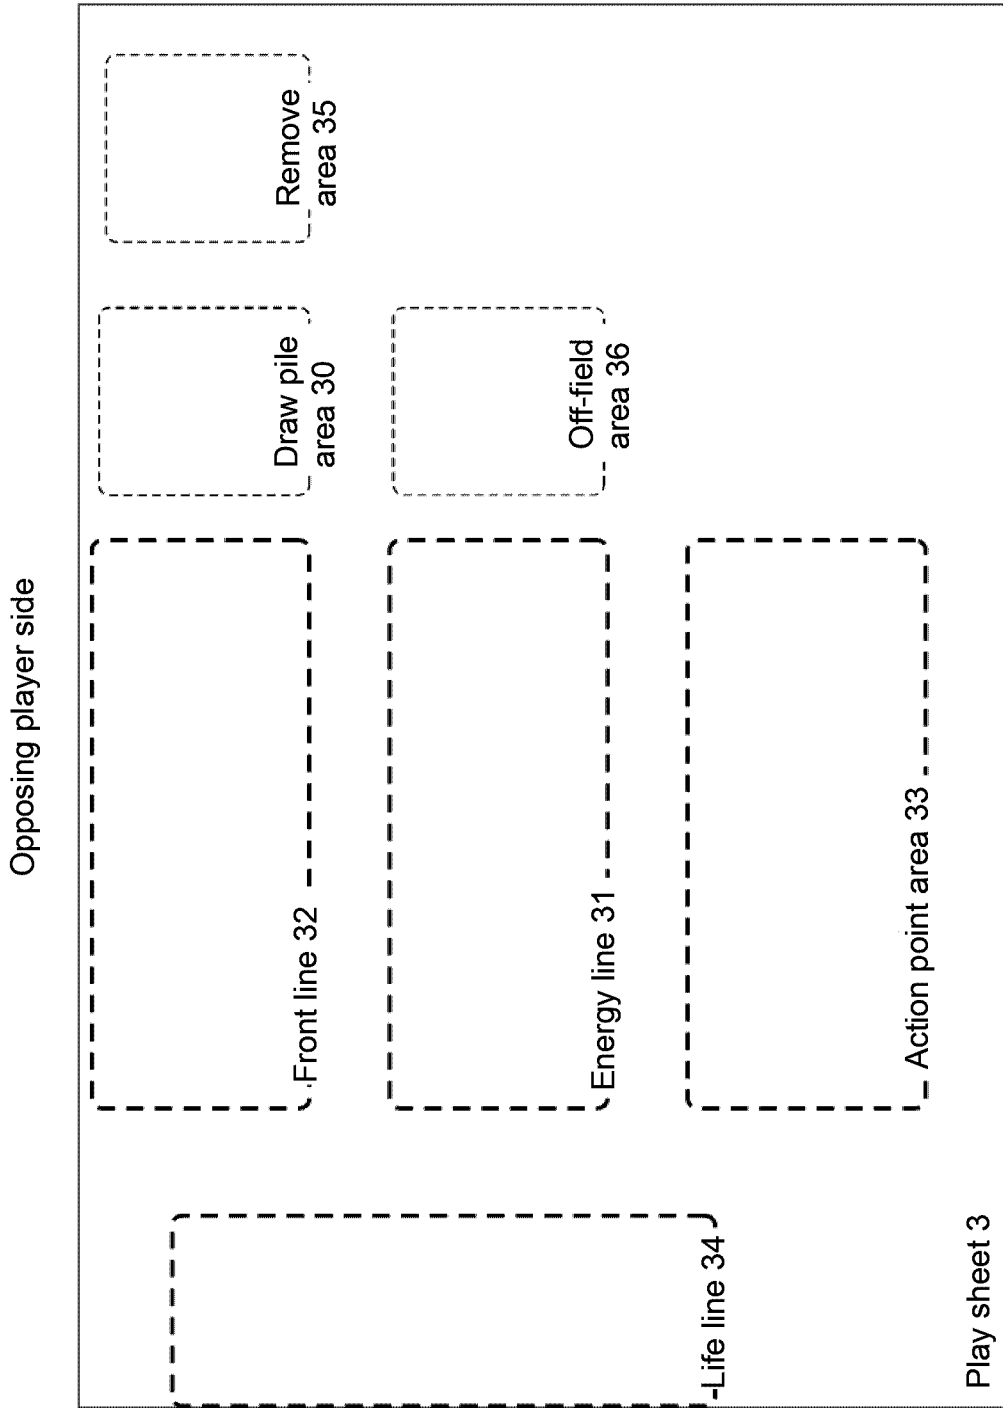 Opposing player side
Front line 32
Draw pile
area 30
Remove
area 35
Energy line 31
Off-field
area 36
Life line 34
Action point area 33
Play sheet 3